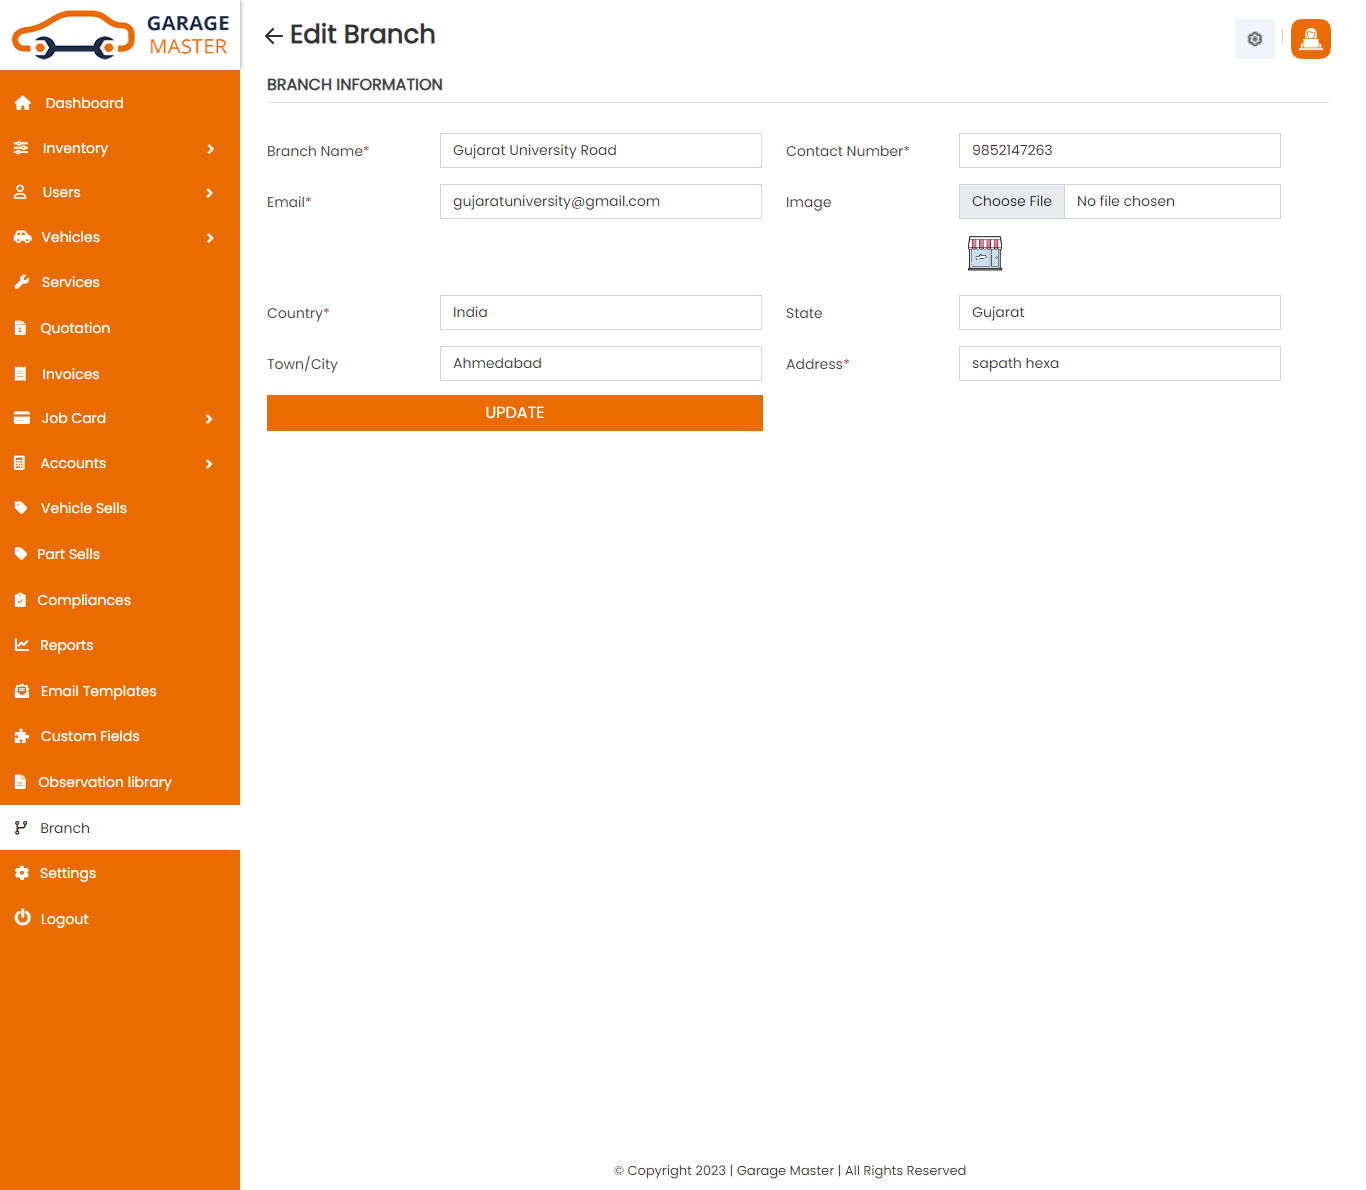 GARAGE
MASTER
Edit Branch
BRANCH INFORMATION
Dashboard
Inventory
Users
Vehicles
Services
Quotation
Invoices
Job Card
Accounts
Vehicle Sells
Part Sells
Compliances
Reports
Email Templates
Custom Fields
Observation library
Branch
Settings
Logout
Branch Name* Gujarat University Road Contact Number* 9852147263
Email* gujaratuniversity@gmail.com Image Choose File No file chosen
Country* India State Gujarat
Town/City Ahmedabad Address* sapath hexa
UPDATE
© Copyright 2023 | Garage Master | All Rights Reserved